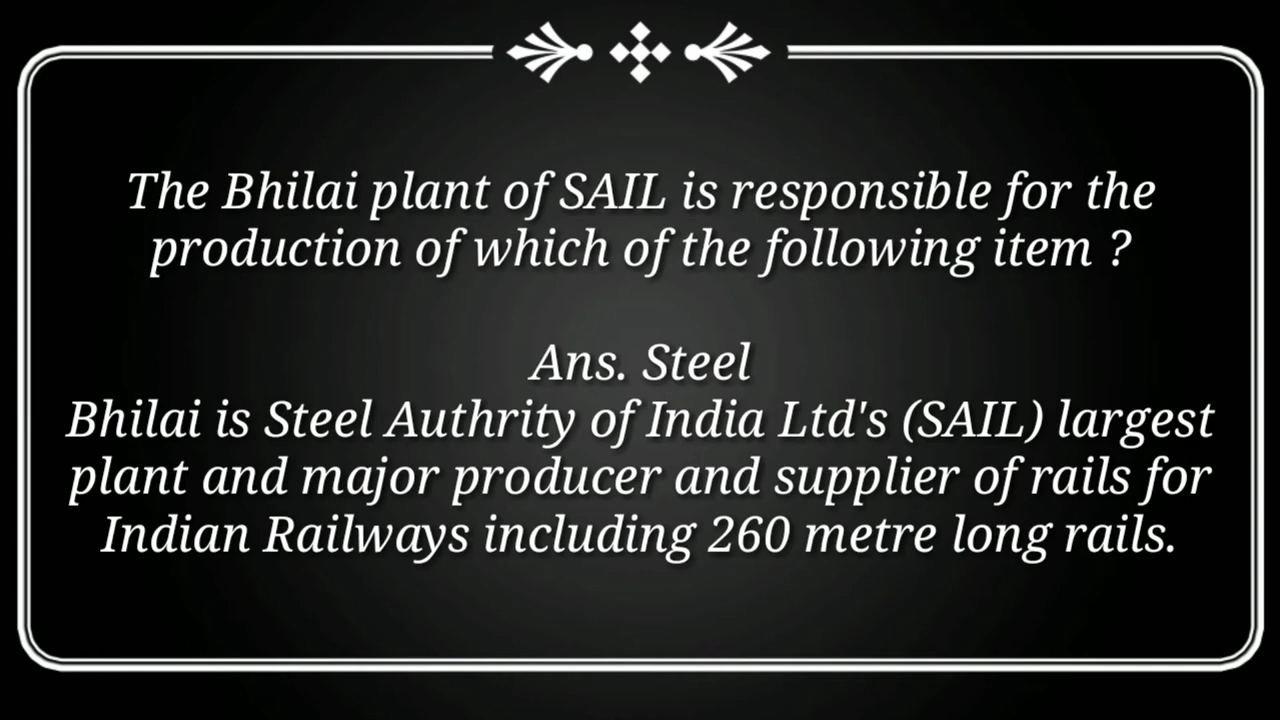 The Bhilai plant of SAIL is responsible for the
production of which of the following item ?
Ans. Steel
Bhilai is Steel Authrity of India Ltd's (SAIL) largest
plant and major producer and supplier of rails for
Indian Railways including 260 metre long rails.